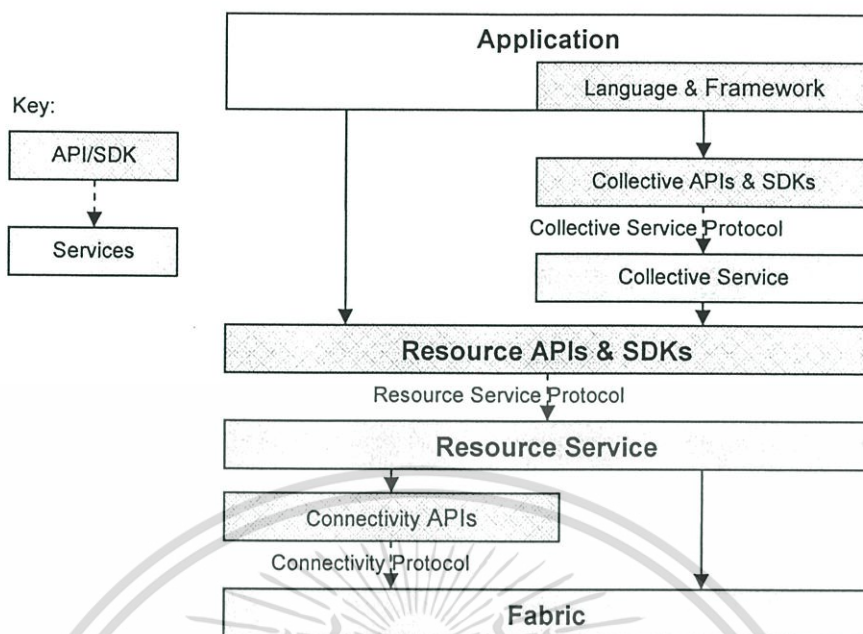 Application
Language & Framework
Key:
API/SDK
Services
Collective APIs & SDKs
Collective Service Protocol
Collective Service
Resource APIs & SDKs
Resource Service Protocol
Resource Service
Connectivity APIs
Connectivity Protocol
Fabric